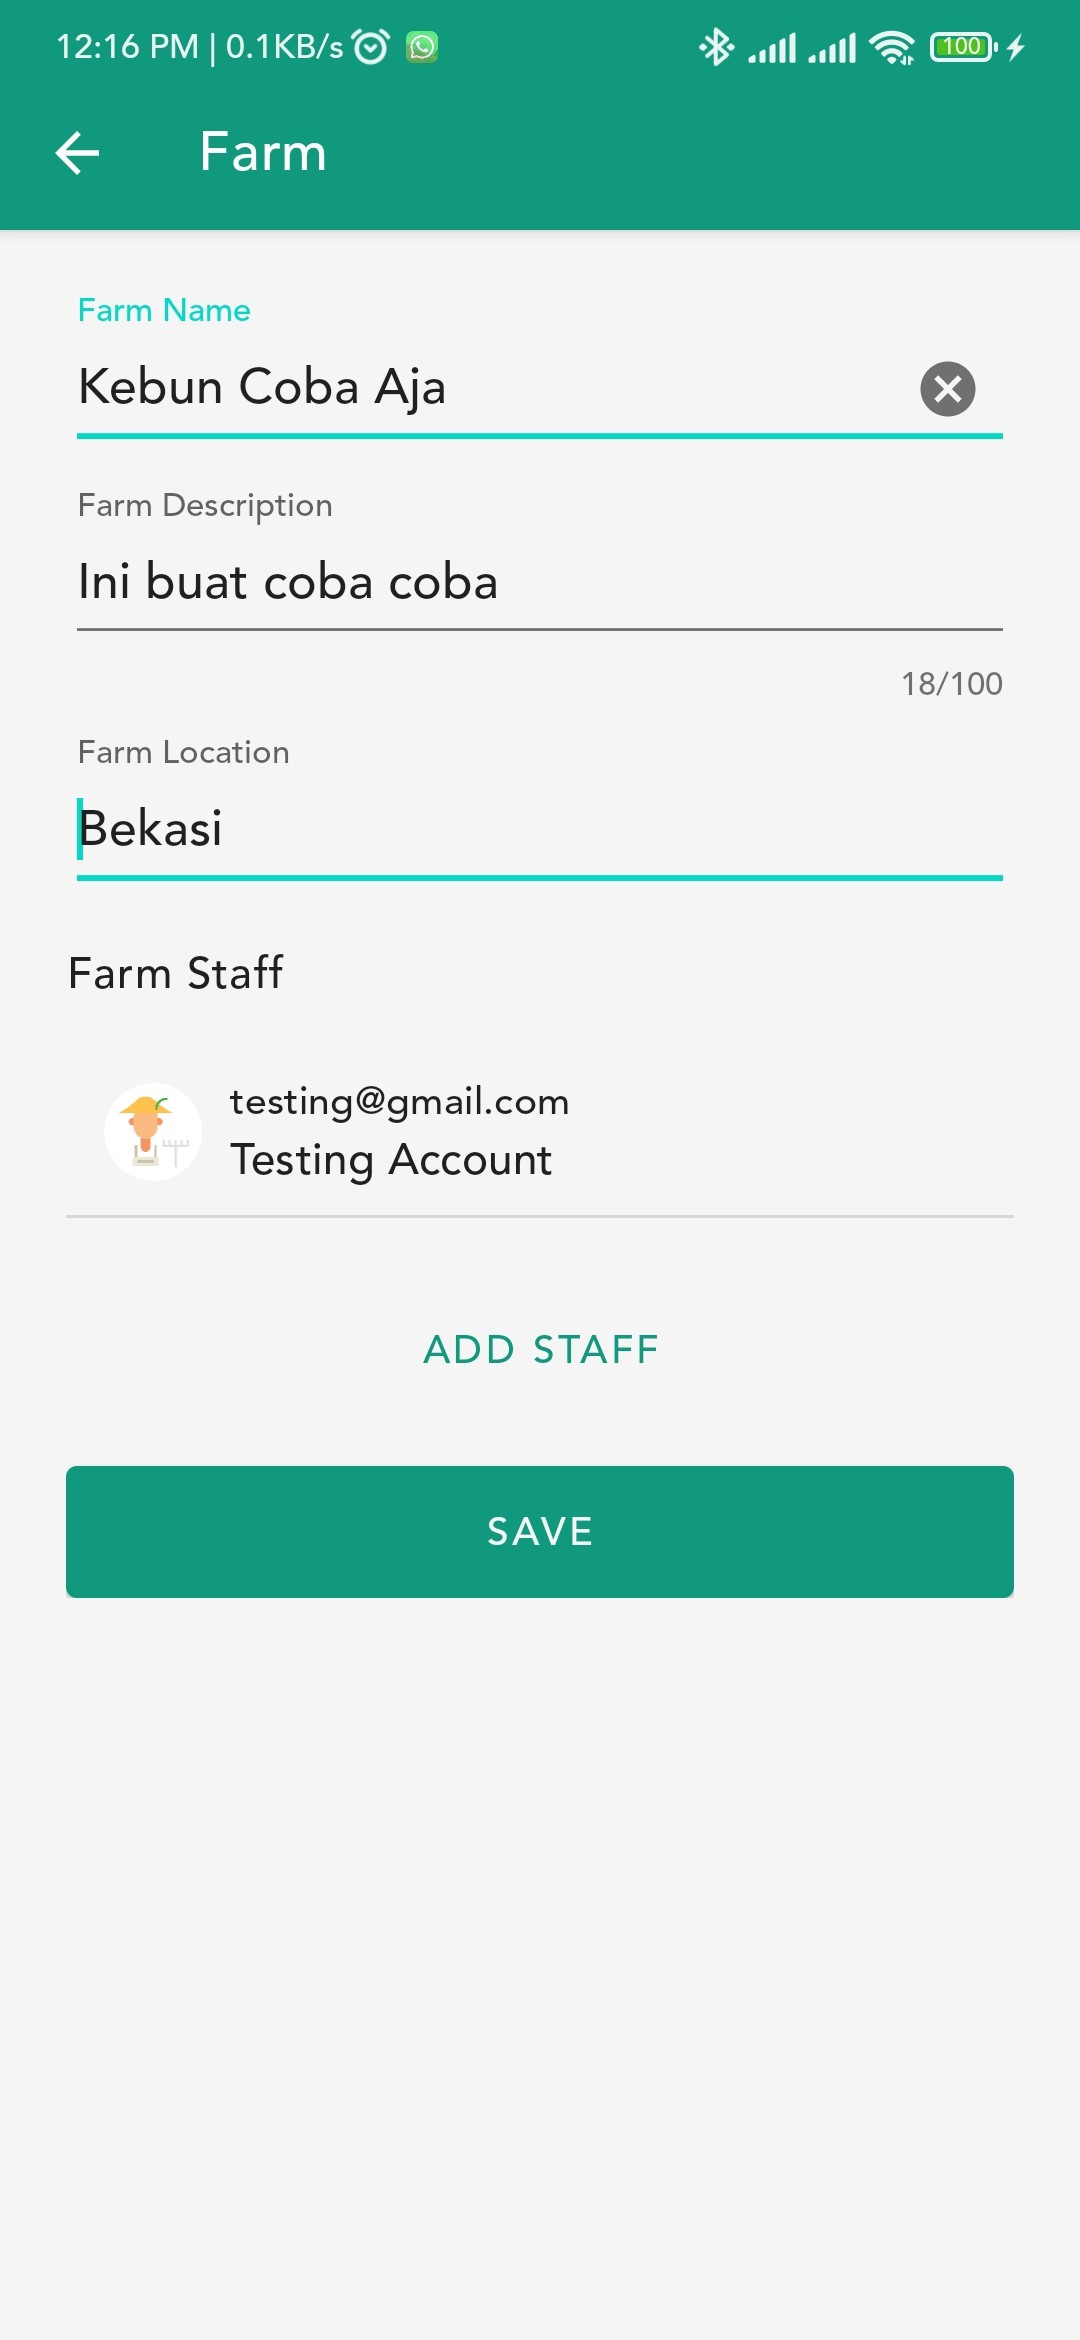 12:16 PM | 0.1KB/s
100
Farm
Farm Name
Kebun Coba Aja
Farm Description
Ini buat coba coba
18/100
Farm Location
Bekasi
Farm Staff
testing@gmail.com
Testing Account
ADD STAFF
SAVE